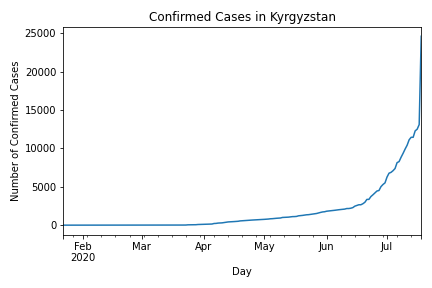 Confirmed Cases in Kyrgyzstan
Number of Confirmed Cases
25000
20000
15000
10000
5000
0
Feb
2020
Mar
Apr
May
Jun
Jul
Day